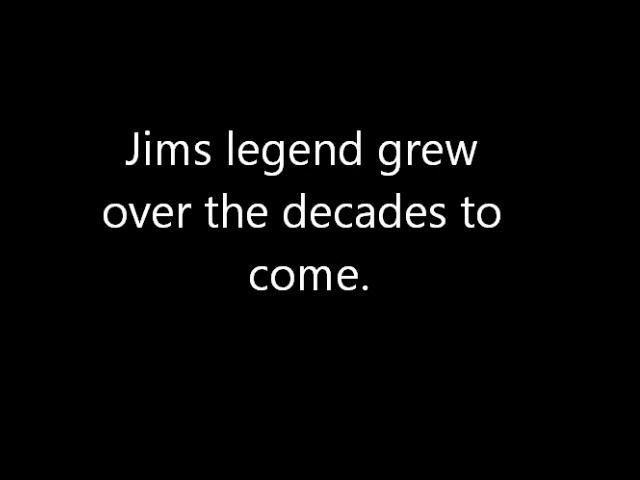 Jims legend grew
over the decades to
come.